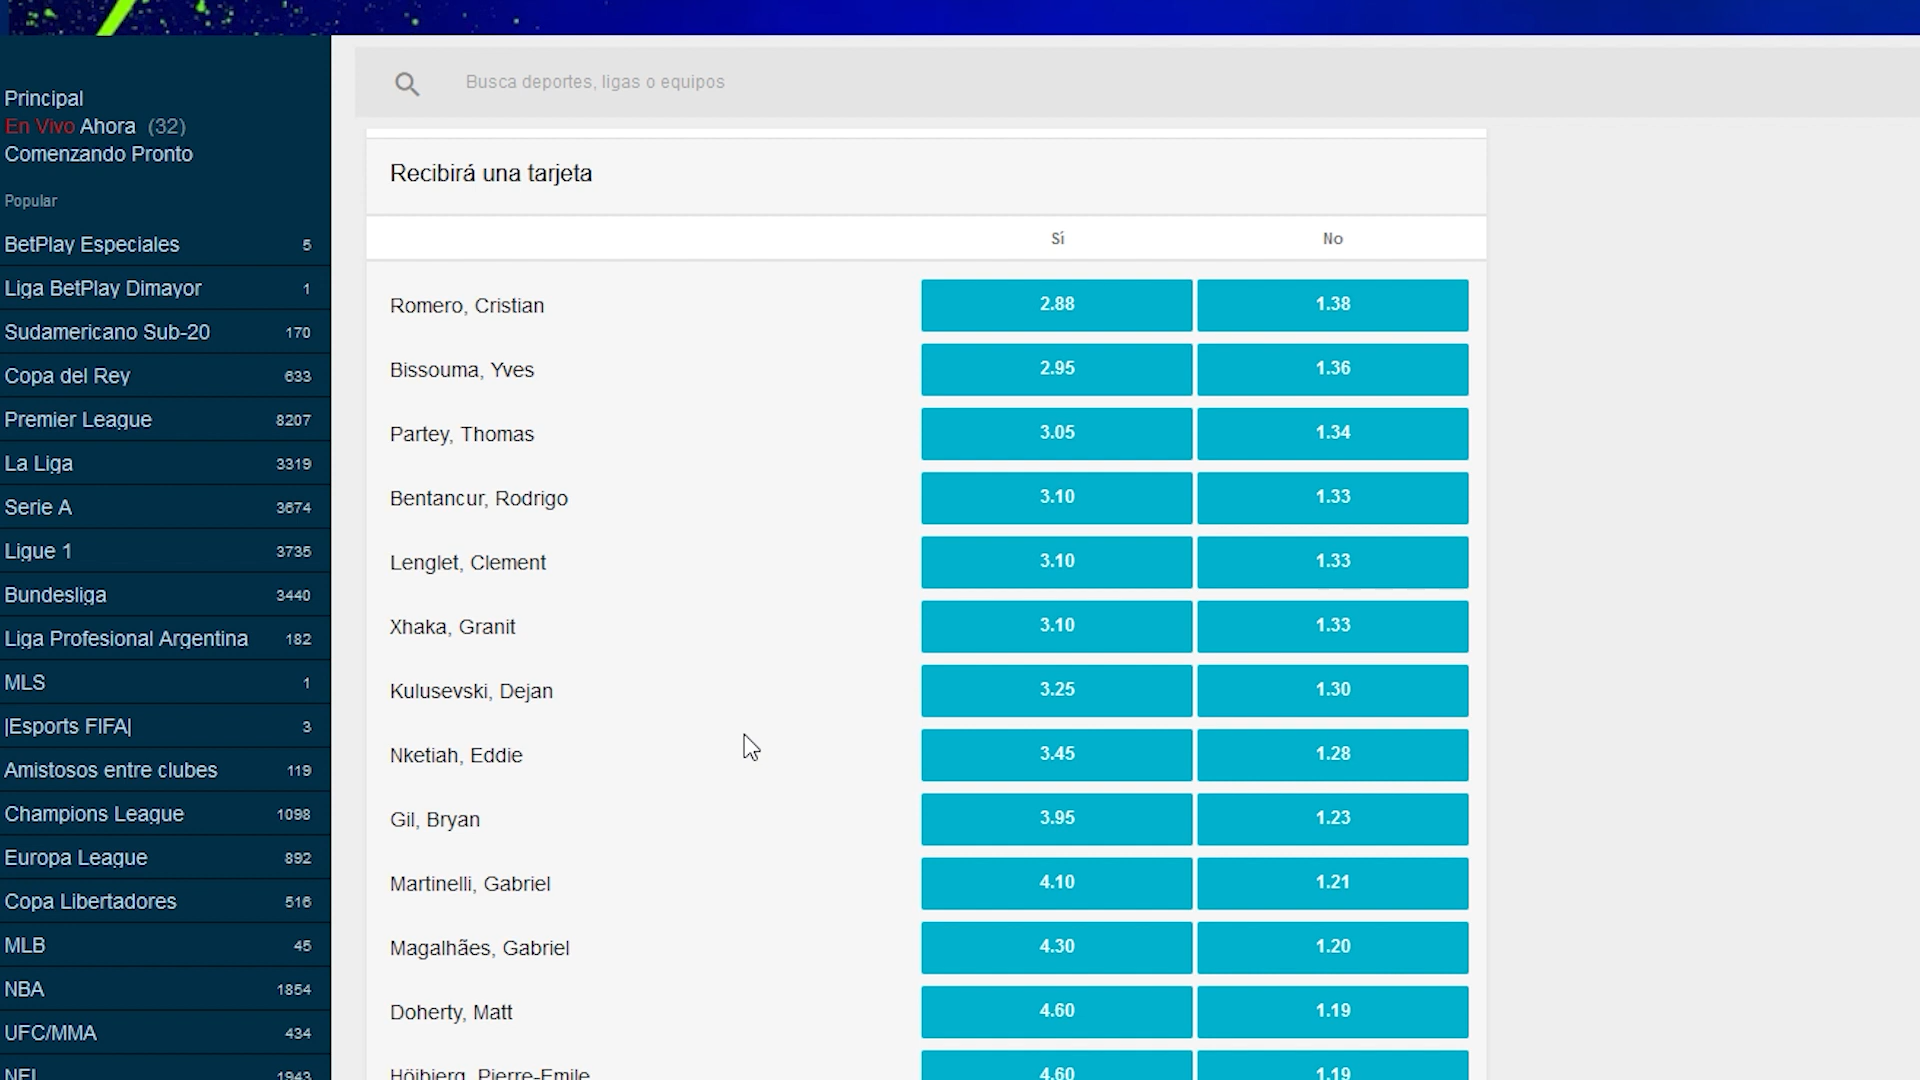 Busca deportes, ligas o equipos
Principal
En Vivo Ahora (32)
Comenzando Pronto
Popular
BetPlay Especiales 5
Liga BetPlay Dimayor 1
Sudamericano Sub-20 170
Copa del Rey 633
Premier League 8207
La Liga 3319
Serie A 3674
Ligue 1 3735
Bundesliga 3440
Liga Profesional Argentina 182
MLS 1
|Esports FIFA| 3
Amistosos entre clubes 119
Champions League 1098
Europa League 892
Copa Libertadores 516
MLB 45
NBA 1854
UFC/MMA 434
NFL 1943
Recibirá una tarjeta
Sí No
Romero, Cristian 2.88 1.38
Bissouma, Yves 2.95 1.36
Partey, Thomas 3.05 1.34
Bentancur, Rodrigo 3.10 1.33
Lenglet, Clement 3.10 1.33
Xhaka, Granit 3.10 1.33
Kulusevski, Dejan 3.25 1.30
Nketiah, Eddie 3.45 1.28
Gil, Bryan 3.95 1.23
Martinelli, Gabriel 4.10 1.21
Magalhães, Gabriel 4.30 1.20
Doherty, Matt 4.60 1.19
Höjbjerg, Pierre-Emile 4.60 1.19